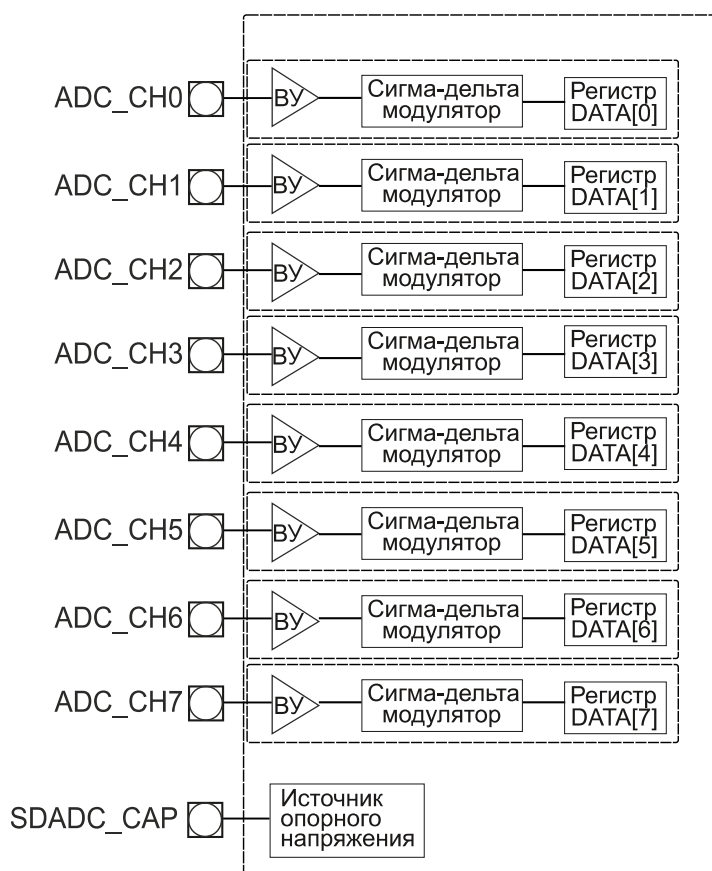 ADC_CH0
ВУ
Сигма-дельта
модулятор
Регистр
DATA[0]
ADC_CH1
ВУ
Сигма-дельта
модулятор
Регистр
DATA[1]
ADC_CH2
ВУ
Сигма-дельта
модулятор
Регистр
DATA[2]
ADC_CH3
ВУ
Сигма-дельта
модулятор
Регистр
DATA[3]
ADC_CH4
ВУ
Сигма-дельта
модулятор
Регистр
DATA[4]
ADC_CH5
ВУ
Сигма-дельта
модулятор
Регистр
DATA[5]
ADC_CH6
ВУ
Сигма-дельта
модулятор
Регистр
DATA[6]
ADC_CH7
ВУ
Сигма-дельта
модулятор
Регистр
DATA[7]
SDADC_CAP
Источник
опорного
напряжения